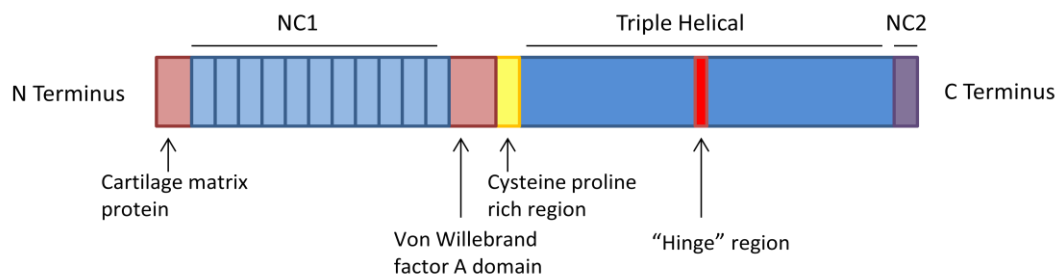 NC1
Triple Helical
NC2
N Terminus
C Terminus
Cartilage matrix
protein
Von Willebrand
factor A domain
Cysteine proline
rich region
“Hinge” region